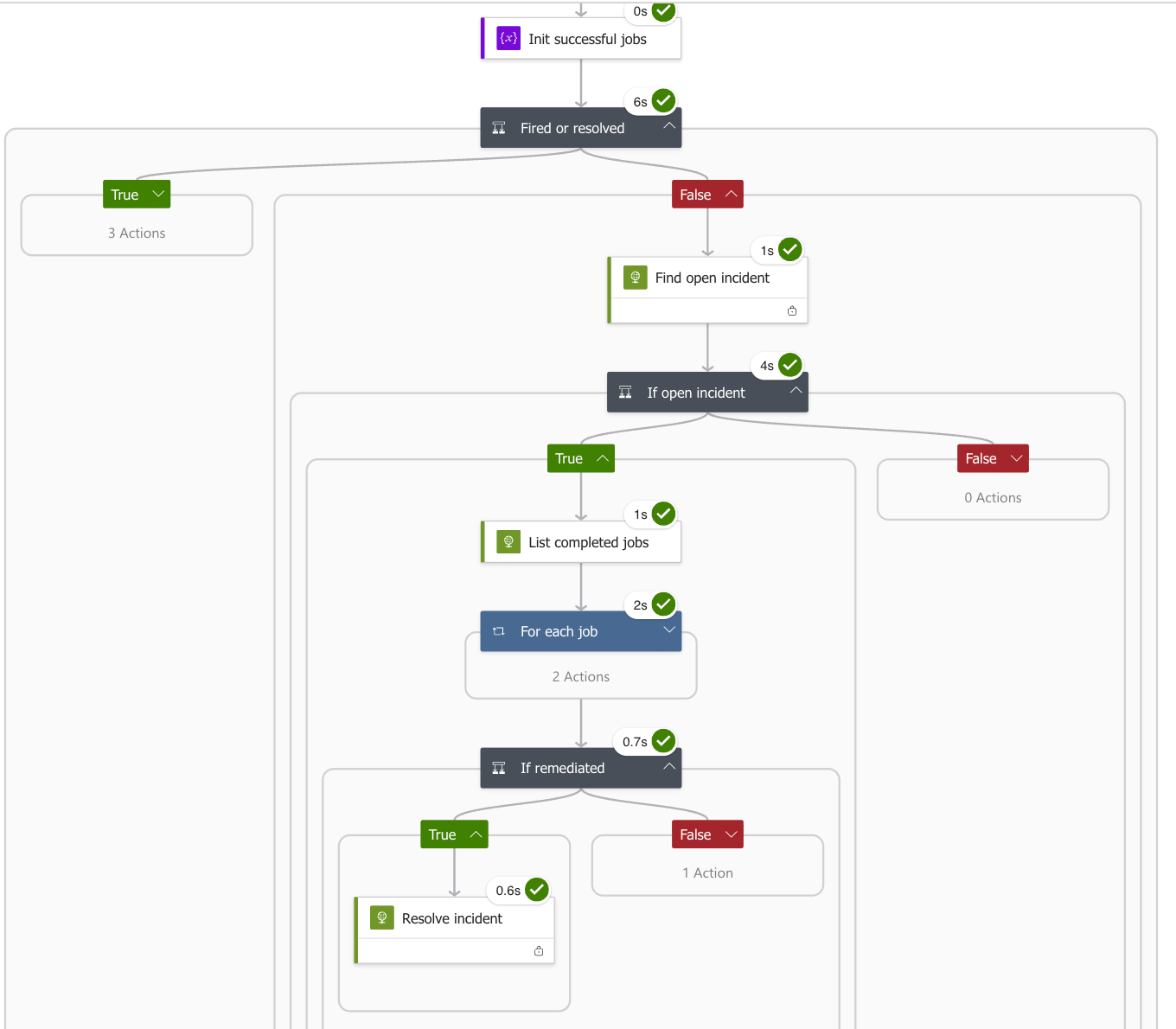 0s
{x} Init successful jobs
6s
Fired or resolved
True
False
3 Actions
1s
Find open incident
4s
If open incident
True
False
0 Actions
1s
List completed jobs
2s
For each job
2 Actions
0.7s
If remediated
True
False
1 Action
0.6s
Resolve incident